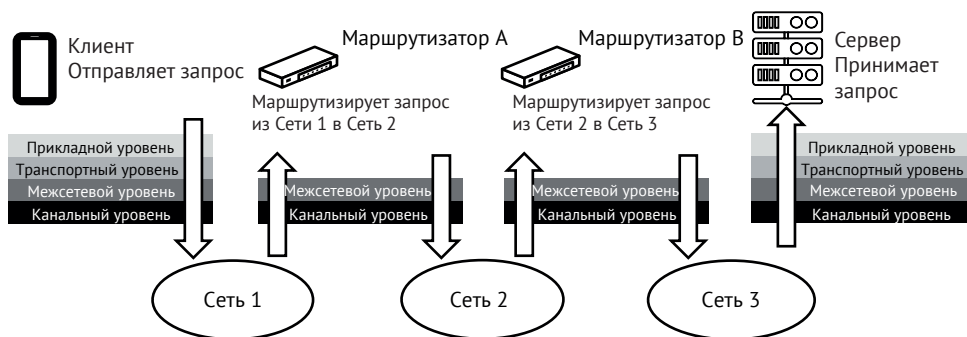 Клиент
Отправляет запрос
Маршрутизатор A
Маршрутизирует запрос
из Сети 1 в Сеть 2
Маршрутизатор B
Маршрутизирует запрос
из Сети 2 в Сеть 3
Сервер
Принимает
запрос
Прикладной уровень
Транспортный уровень
Межсетевой уровень
Канальный уровень
Межсетевой уровень
Канальный уровень
Межсетевой уровень
Канальный уровень
Прикладной уровень
Транспортный уровень
Межсетевой уровень
Канальный уровень
Сеть 1
Сеть 2
Сеть 3